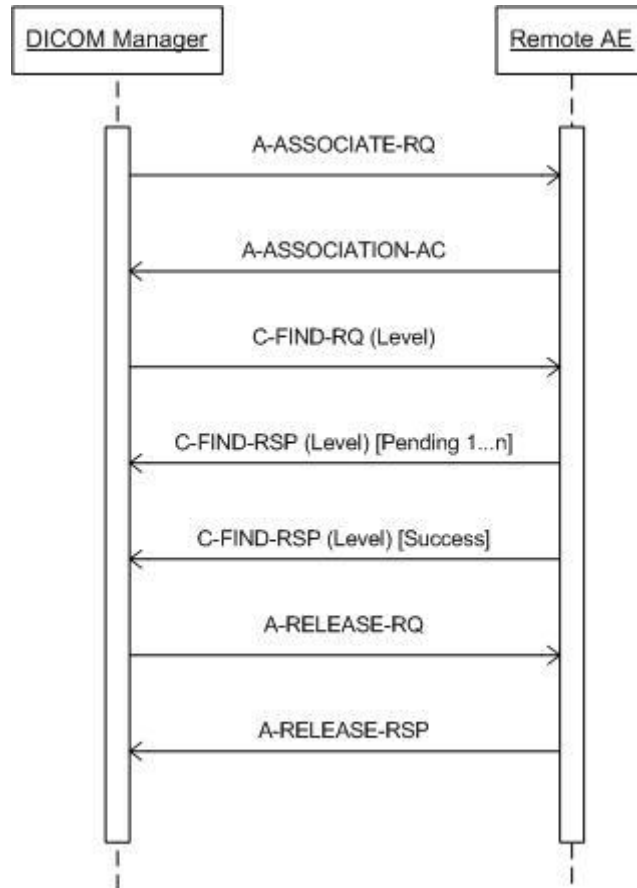 DICOM Manager
Remote AE
A-ASSOCIATE-RQ
A-ASSOCIATION-AC
C-FIND-RQ (Level)
C-FIND-RSP (Level) [Pending 1...n]
C-FIND-RSP (Level) [Success]
A-RELEASE-RQ
A-RELEASE-RSP